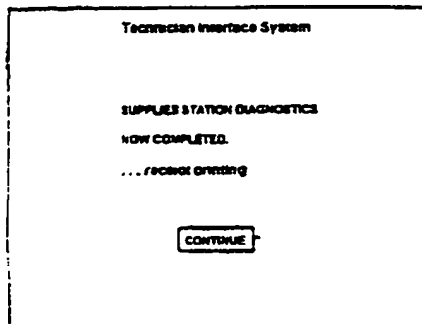 Technician Interface System
SUPPLIES STATION DIAGNOSTICS
NOW COMPLETED.
... receipt printing
CONTINUE